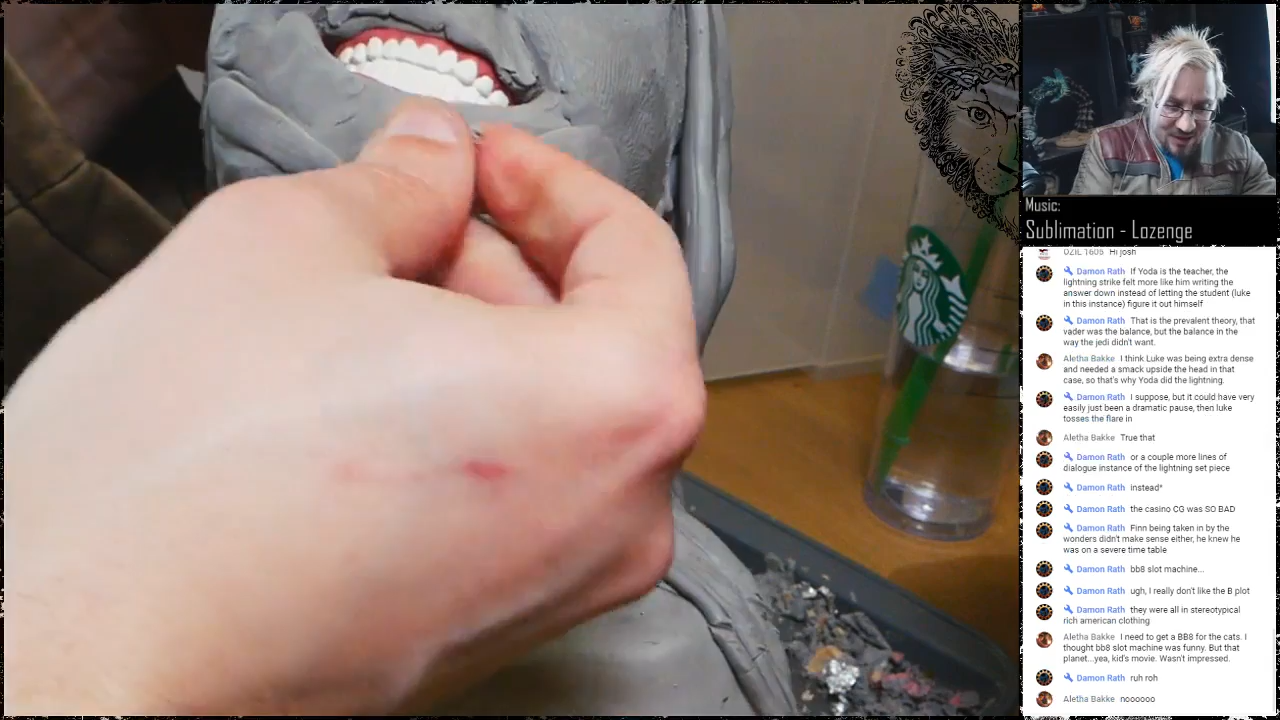 Music:
Sublimation - Lozenge
OZIL 1606 Hi josh
Damon Rath If Yoda is the teacher, the
lightning strike felt more like him writing the
answer down instead of letting the student (luke
in this instance) figure it out himself
Damon Rath That is the prevalent theory, that
vader was the balance, but the balance in the
way the jedi didn't want.
Aletha Bakke I think Luke was being extra dense
and needed a smack upside the head in that
case, so that's why Yoda did the lightning.
Damon Rath I suppose, but it could have very
easily just been a dramatic pause, then luke
tosses the flare in
Aletha Bakke True that
Damon Rath or a couple more lines of
dialogue instance of the lightning set piece
Damon Rath instead*
Damon Rath the casino CG was SO BAD
Damon Rath Finn being taken in by the
wonders didn't make sense either, he knew he
was on a severe time table
Damon Rath bb8 slot machine...
Damon Rath ugh, I really don't like the B plot
Damon Rath they were all in stereotypical
rich american clothing
Aletha Bakke I need to get a BB8 for the cats. I
thought bb8 slot machine was funny. But that
planet...yea, kid's movie. Wasn't impressed.
Damon Rath ruh roh
Aletha Bakke noooooo